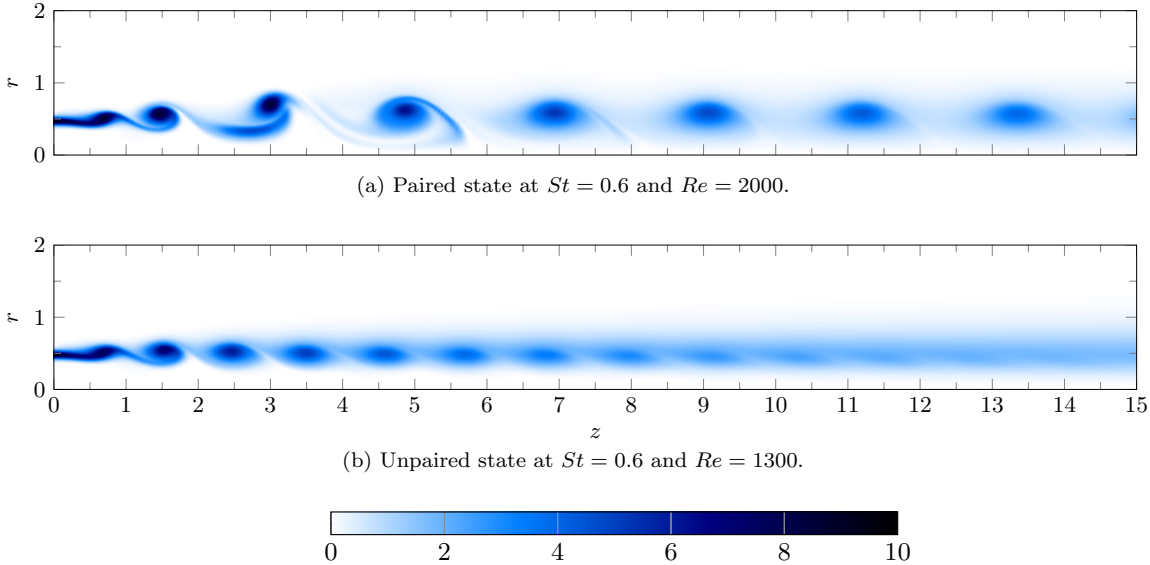 2
1
0
r
(a) Paired state at St = 0.6 and Re = 2000.
2
1
0
r
0 1 2 3 4 5 6 7 8 9 10 11 12 13 14 15
z
(b) Unpaired state at St = 0.6 and Re = 1300.
0 2 4 6 8 10